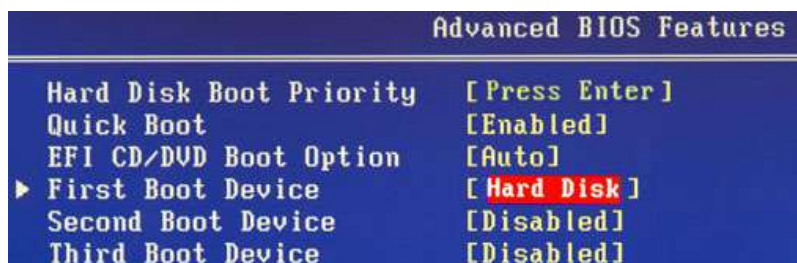 Advanced BIOS Features
Hard Disk Boot Priority [Press Enter]
Quick Boot [Enabled]
EFI CD/DVD Boot Option [Auto]
First Boot Device [Hard Disk]
Second Boot Device [Disabled]
Third Boot Device [Disabled]